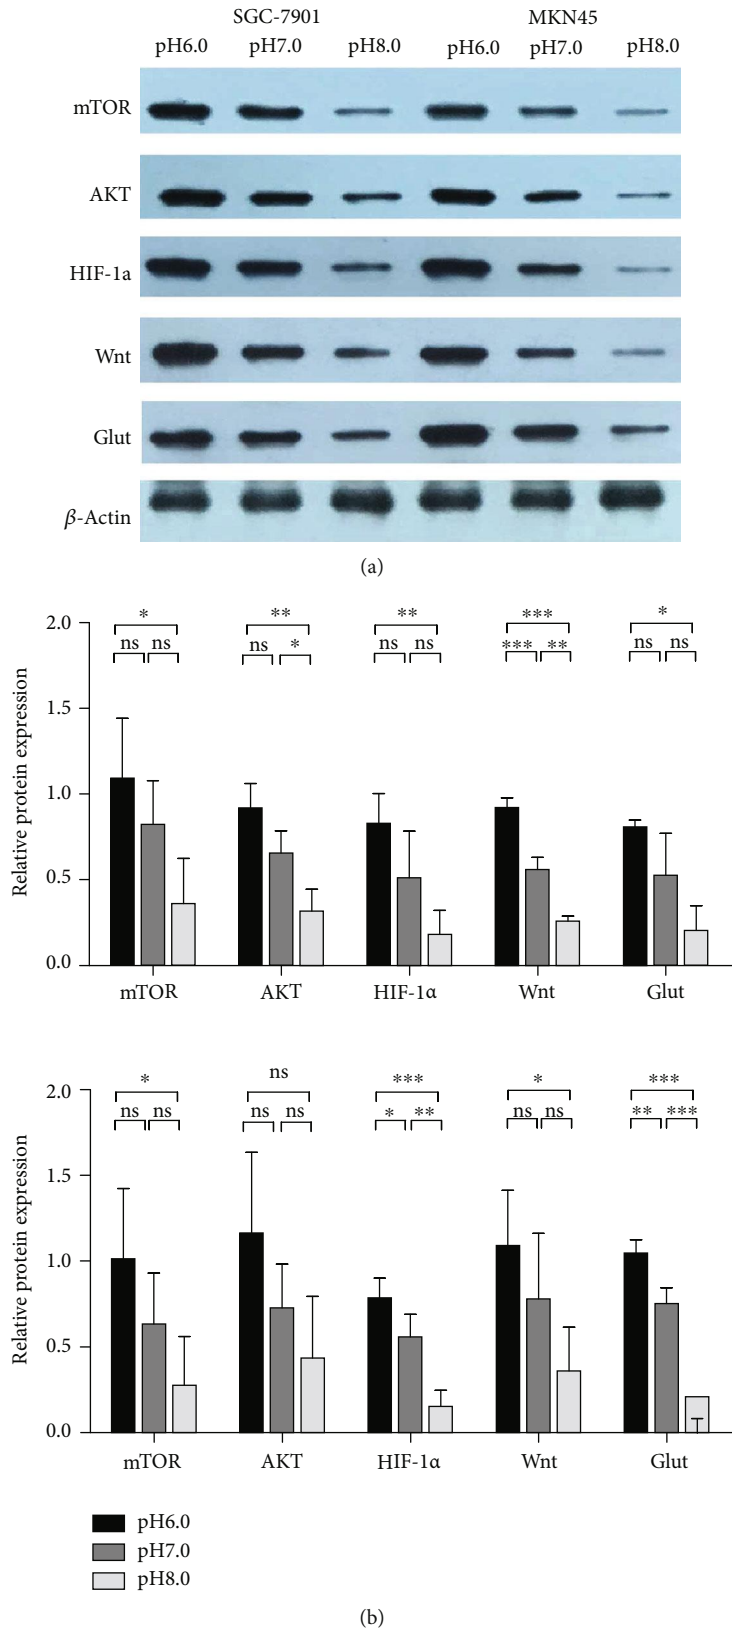 SGC-7901 MKN45
pH6.0 pH7.0 pH8.0 pH6.0 pH7.0 pH8.0
mTOR
AKT
HIF-1a
Wnt
Glut
β-Actin
(a)
Relative protein expression
2.0
1.5
1.0
0.5
0.0
* ** ** *** *
ns ns ns * ns ns *** ** ns ns
mTOR AKT HIF-1α Wnt Glut
Relative protein expression
2.0
1.5
1.0
0.5
0.0
* ns *** * ***
ns ns ns ns * ** ns ns ** ***
mTOR AKT HIF-1α Wnt Glut
pH6.0
pH7.0
pH8.0
(b)